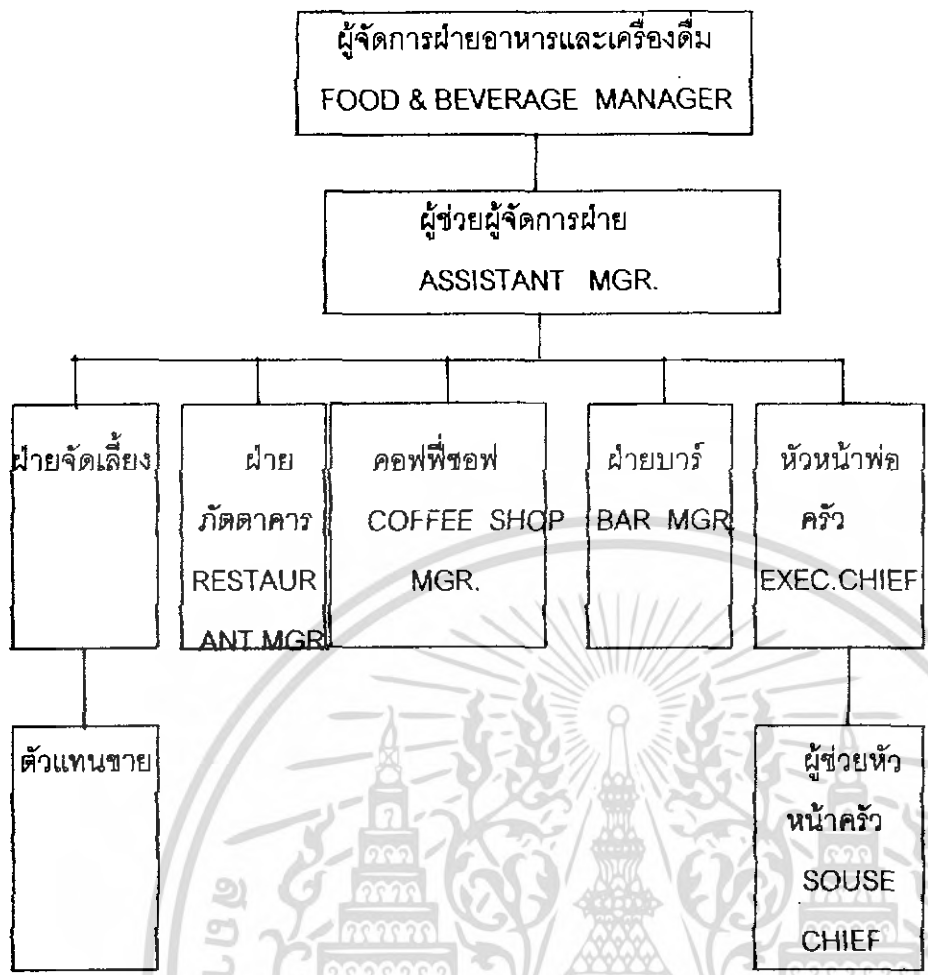 ผู้จัดการฝ่ายอาหารและเครื่องดื่ม
FOOD & BEVERAGE MANAGER
ผู้ช่วยผู้จัดการฝ่าย
ASSISTANT MGR.
ฝ่ายจัดเลี้ยง
ฝ่าย
ภัตตาคาร
RESTAUR
ANT.MGR
คอฟฟี่ชอฟ
COFFEE SHOP
MGR.
ฝ่ายบาร์
BAR MGR
หัวหน้าพ่อ
ครัว
EXEC.CHIEF
ตัวแทนขาย
ผู้ช่วยหัว
หน้าครัว
SOUSE
CHIEF